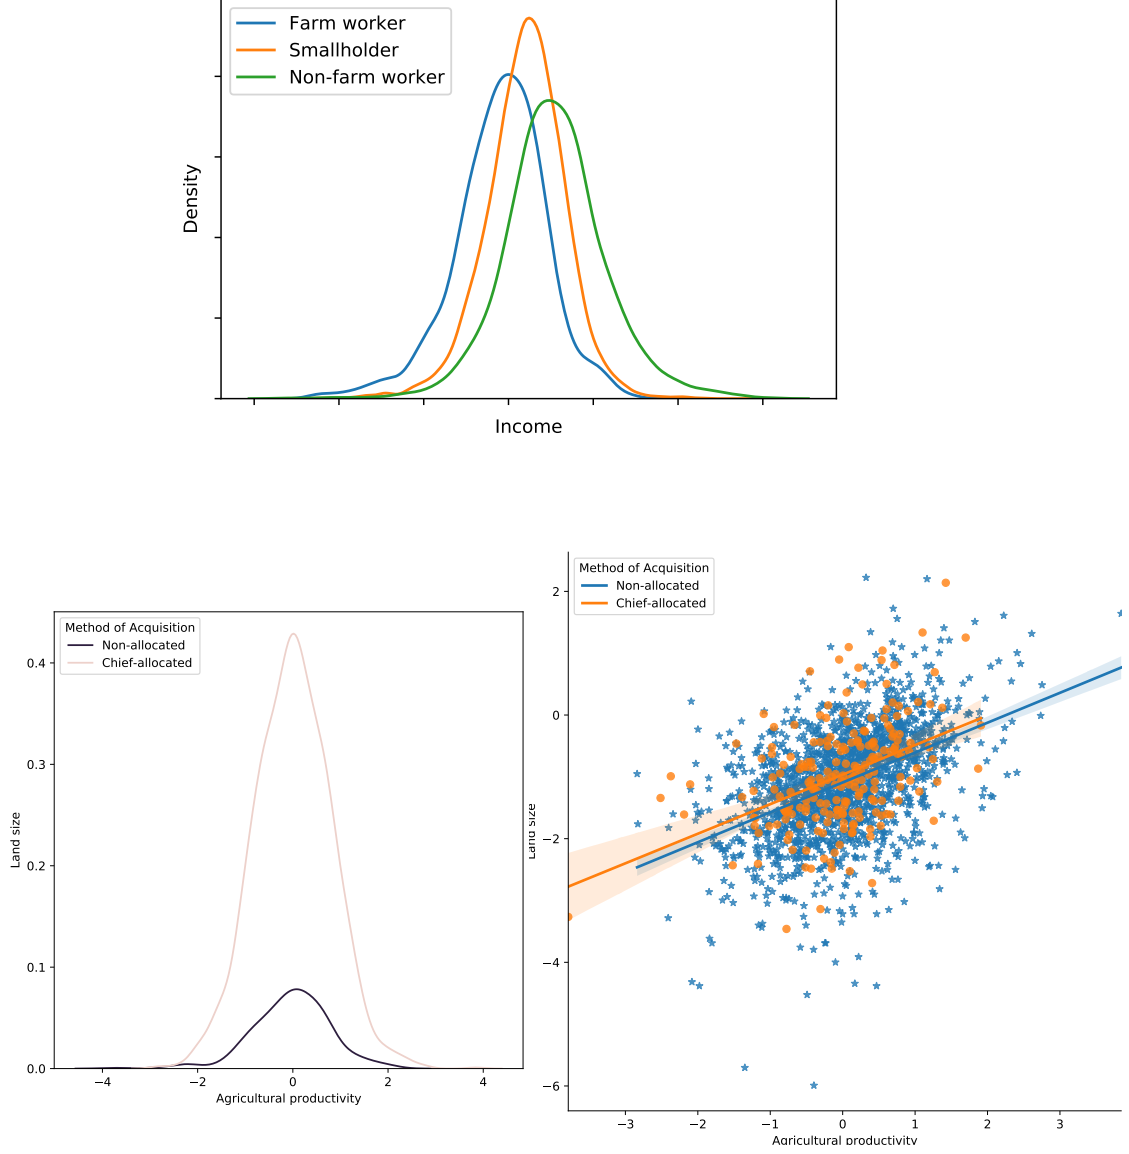 Farm worker
Smallholder
Non-farm worker
Density
Income
Method of Acquisition
Non-allocated
Chief-allocated
0.4
0.3
0.2
0.1
0.0
Land size
−4 −2 0 2 4
Agricultural productivity
Method of Acquisition
Non-allocated
Chief-allocated
2
0
−2
−4
−6
Land size
−3 −2 −1 0 1 2 3
Agricultural productivity